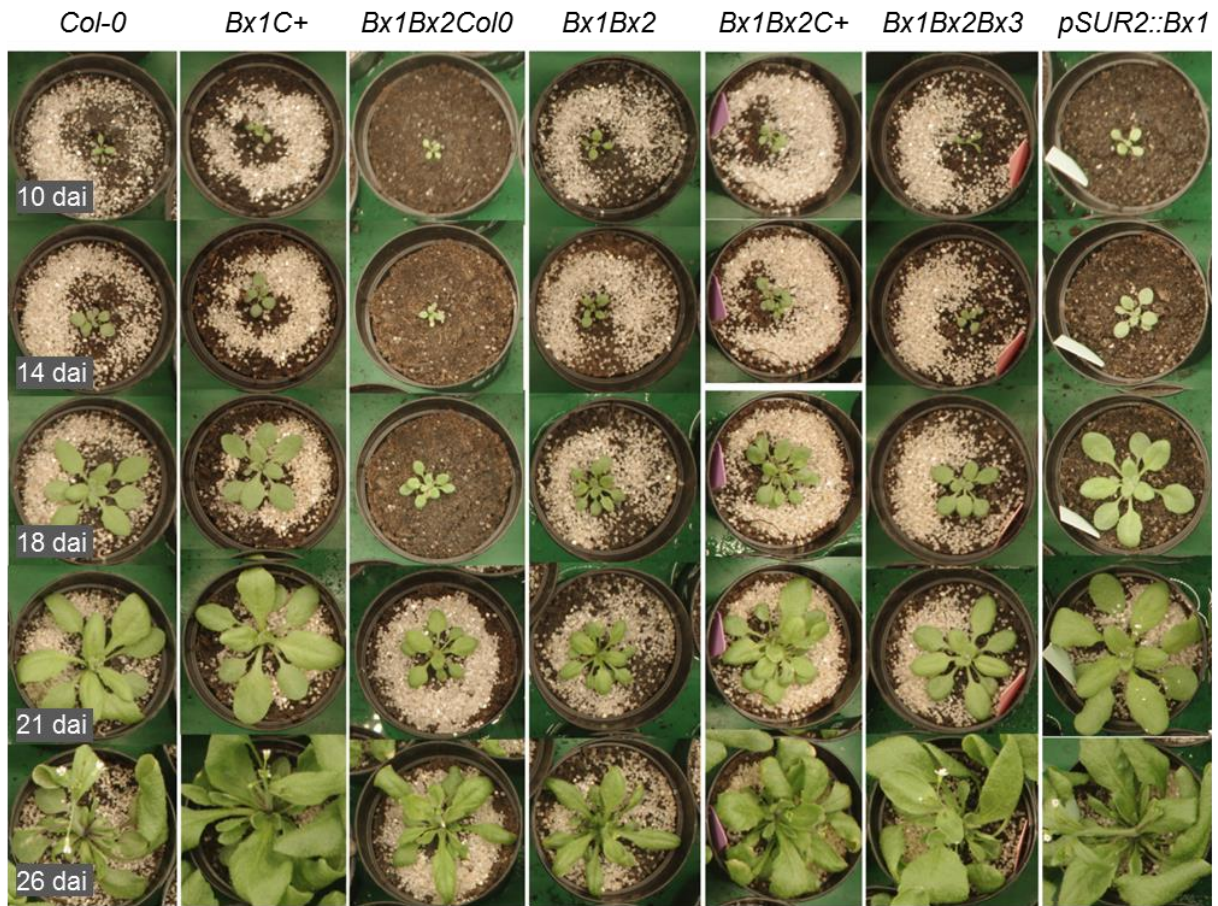 Col-0 Bx1C+ Bx1Bx2Col0 Bx1Bx2 Bx1Bx2C+ Bx1Bx2Bx3 pSUR2::Bx1
10 dai
14 dai
18 dai
21 dai
26 dai